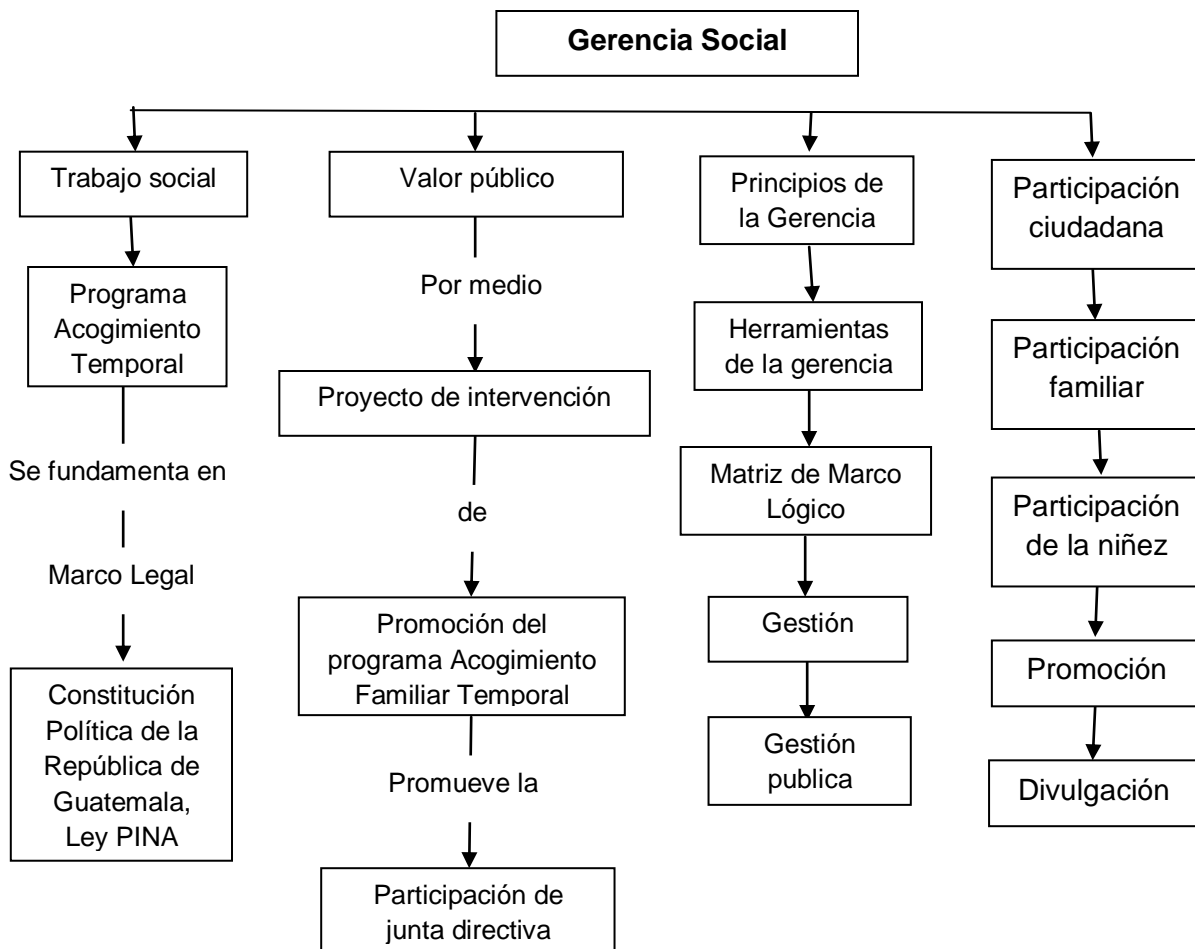 Gerencia Social
Trabajo social
Programa
Acogimiento
Temporal
Se fundamenta en
Marco Legal
Constitución
Política de la
República de
Guatemala,
Ley PINA
Valor público
Por medio
Proyecto de intervención
de
Promoción del
programa Acogimiento
Familiar Temporal
Promueve la
Participación de
junta directiva
Principios de
la Gerencia
Herramientas
de la gerencia
Matriz de Marco
Lógico
Gestión
Gestión
publica
Participación
ciudadana
Participación
familiar
Participación
de la niñez
Promoción
Divulgación